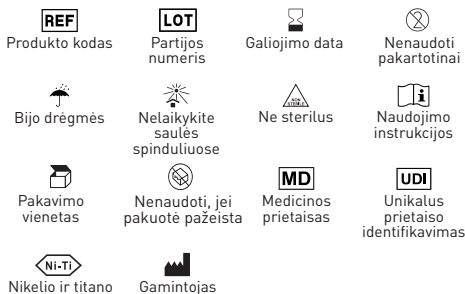 REF
LOT
Produkto kodas
Partijos
numeris
Galiojimo data
Nenaudoti
pakartotinai
Bijo drėgmės
Nelaikykite
saulės
spinduliuose
NON
STERILE
Ne sterilus
Naudojimo
instrukcijos
Pakavimo
vienetas
Nenaudoti, jei
pakuotė pažeista
MD
Medicinos
prietaisas
UDI
Unikalus
prietaiso
identifikavimas
Ni-Ti
Nikelio ir titano
Gamintojas